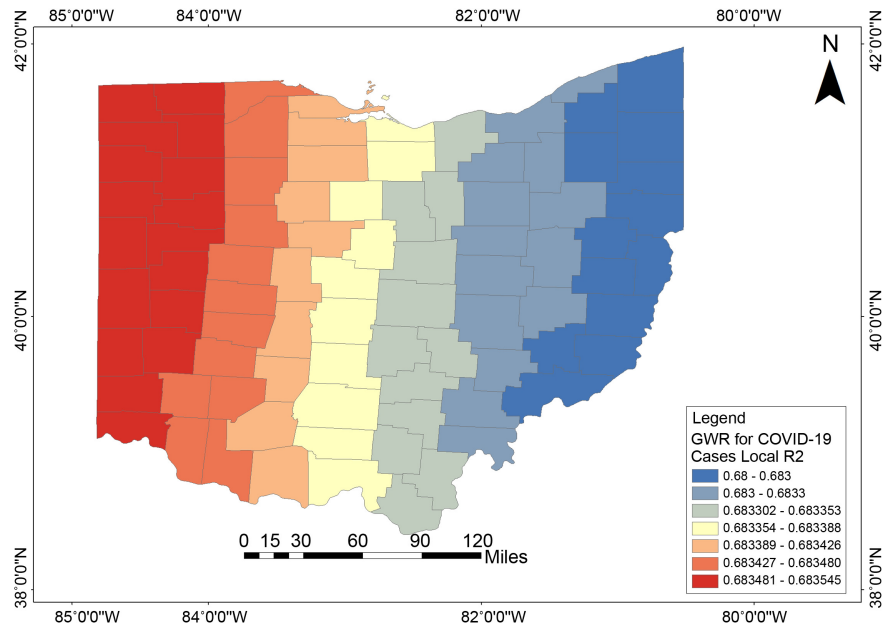 85°0'0"W 84°0'0"W 82°0'0"W 80°0'0"W
42°0'0"N 42°0'0"N
N
40°0'0"N 40°0'0"N
Legend
GWR for COVID-19
Cases Local R2
0.68 - 0.683
0.683 - 0.6833
0.683302 - 0.683353
0.683354 - 0.683388
0.683389 - 0.683426
0.683427 - 0.683480
0.683481 - 0.683545
0 15 30 60 90 120
Miles
38°0'0"N 38°0'0"N
85°0'0"W 84°0'0"W 82°0'0"W 80°0'0"W